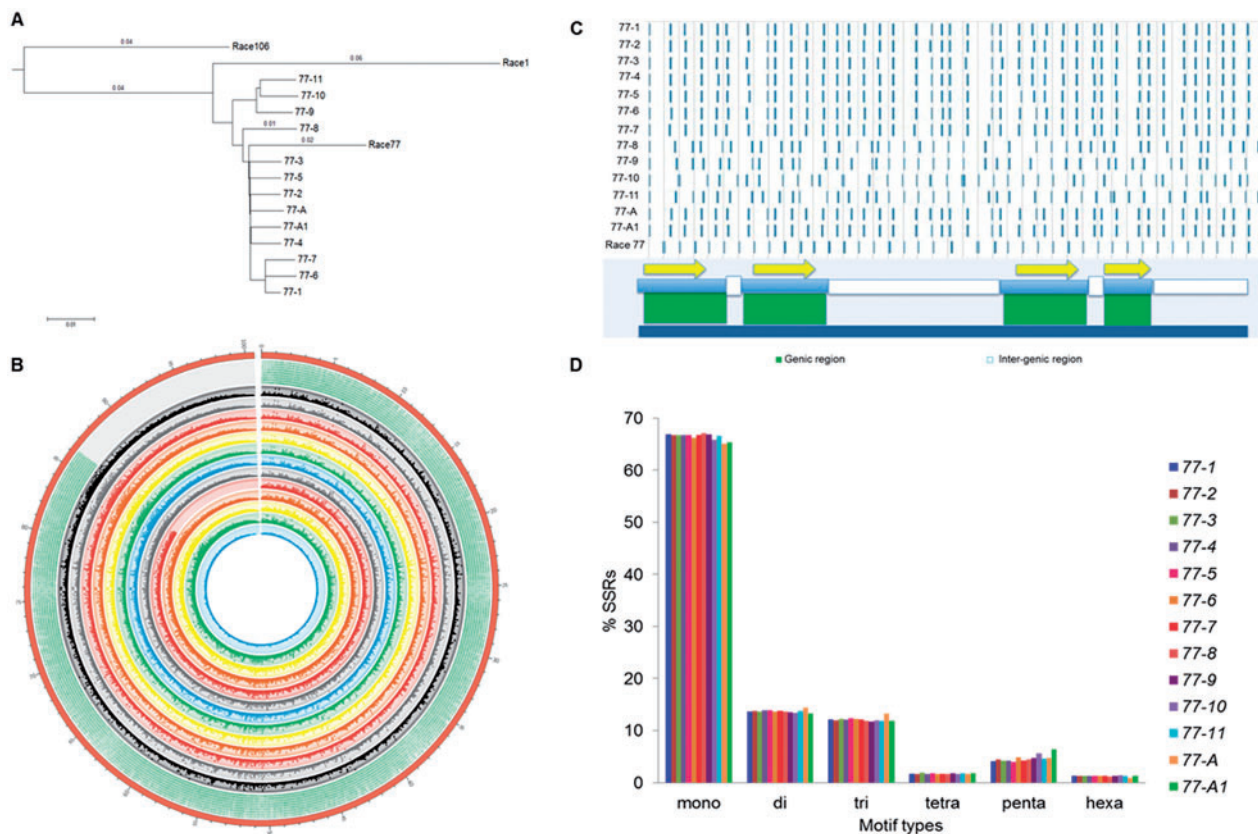 A
0.04
Race106
0.06
Race1
0.04
77-11
77-10
77-9
0.01
77-8
0.02
Race77
77-3
77-5
77-2
77-A
77-A1
77-4
77-7
77-6
77-1
0.01
B
C
77-1
77-2
77-3
77-4
77-5
77-6
77-7
77-8
77-9
77-10
77-11
77-A
77-A1
Race 77
Genic region
Inter-genic region
D
% SSRs
70
60
50
40
30
20
10
0
mono
di
tri
tetra
penta
hexa
Motif types
77-1
77-2
77-3
77-4
77-5
77-6
77-7
77-8
77-9
77-10
77-11
77-A
77-A1